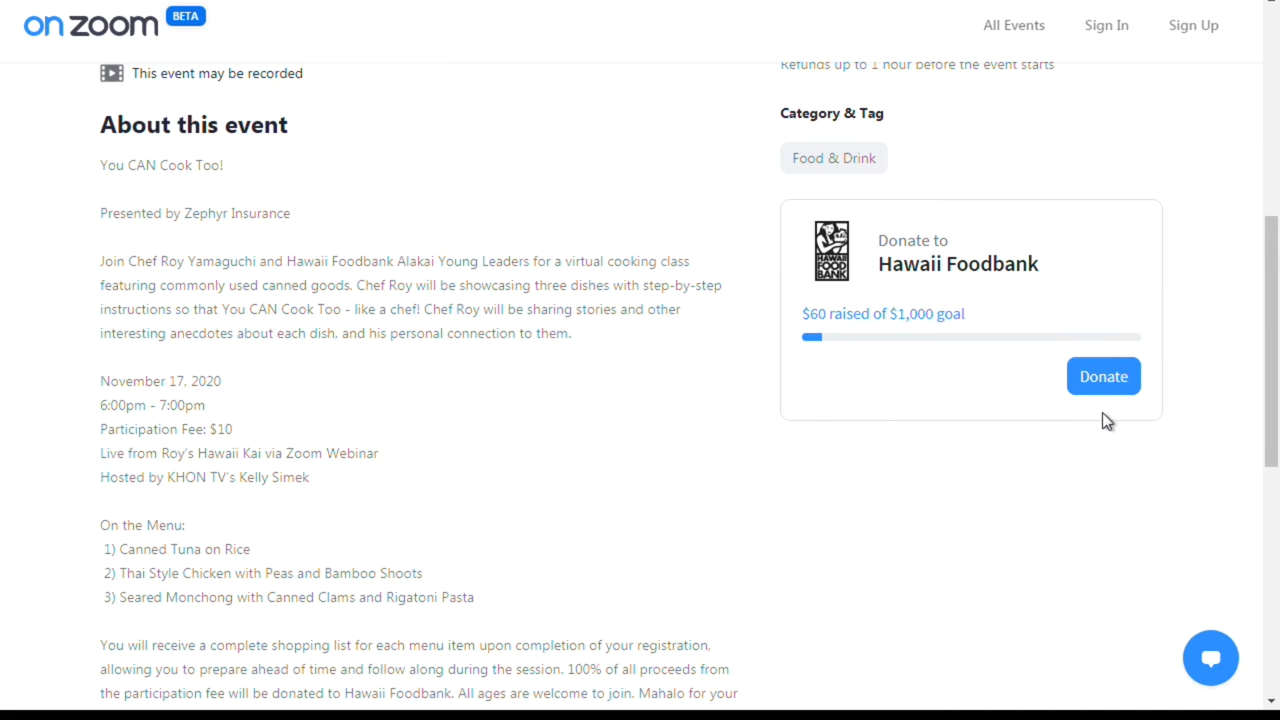 on zoom BETA
All Events Sign In Sign Up
This event may be recorded
About this event
You CAN Cook Too!
Presented by Zephyr Insurance
Join Chef Roy Yamaguchi and Hawaii Foodbank Alakai Young Leaders for a virtual cooking class
featuring commonly used canned goods. Chef Roy will be showcasing three dishes with step-by-step
instructions so that You CAN Cook Too - like a chef! Chef Roy will be sharing stories and other
interesting anecdotes about each dish, and his personal connection to them.
November 17, 2020
6:00pm - 7:00pm
Participation Fee: $10
Live from Roy's Hawaii Kai via Zoom Webinar
Hosted by KHON TV's Kelly Simek
On the Menu:
1) Canned Tuna on Rice
2) Thai Style Chicken with Peas and Bamboo Shoots
3) Seared Monchong with Canned Clams and Rigatoni Pasta
You will receive a complete shopping list for each menu item upon completion of your registration,
allowing you to prepare ahead of time and follow along during the session. 100% of all proceeds from
the participation fee will be donated to Hawaii Foodbank. All ages are welcome to join. Mahalo for your
Refunds up to 1 hour before the event starts
Category & Tag
Food & Drink
HAWAII
FOOD
BANK
Donate to
Hawaii Foodbank
$60 raised of $1,000 goal
Donate